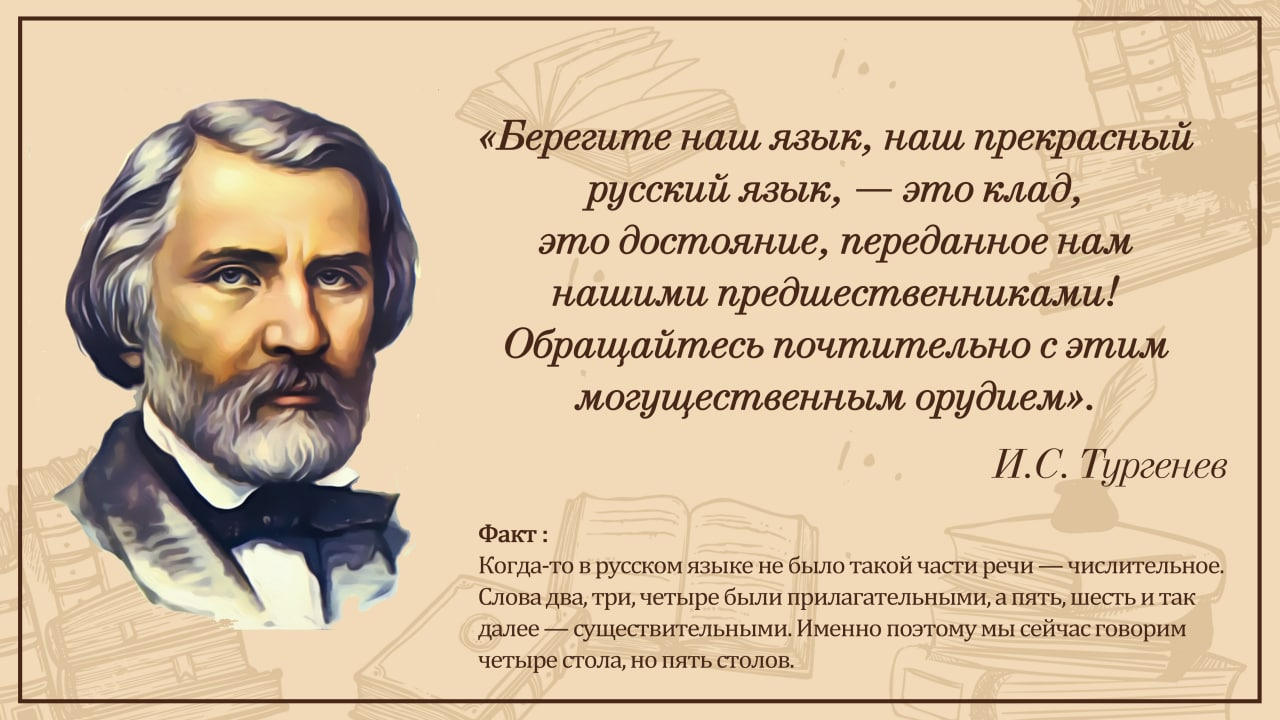 «Берегите наш язык, наш прекрасный
русский язык, — это клад,
это достояние, переданное нам
нашими предшественниками!
Обращайтесь почтительно с этим
могущественным орудием».
И.С. Тургенев
Факт :
Когда-то в русском языке не было такой части речи — числительное.
Слова два, три, четыре были прилагательными, а пять, шесть и так
далее — существительными. Именно поэтому мы сейчас говорим
четыре стола, но пять столов.